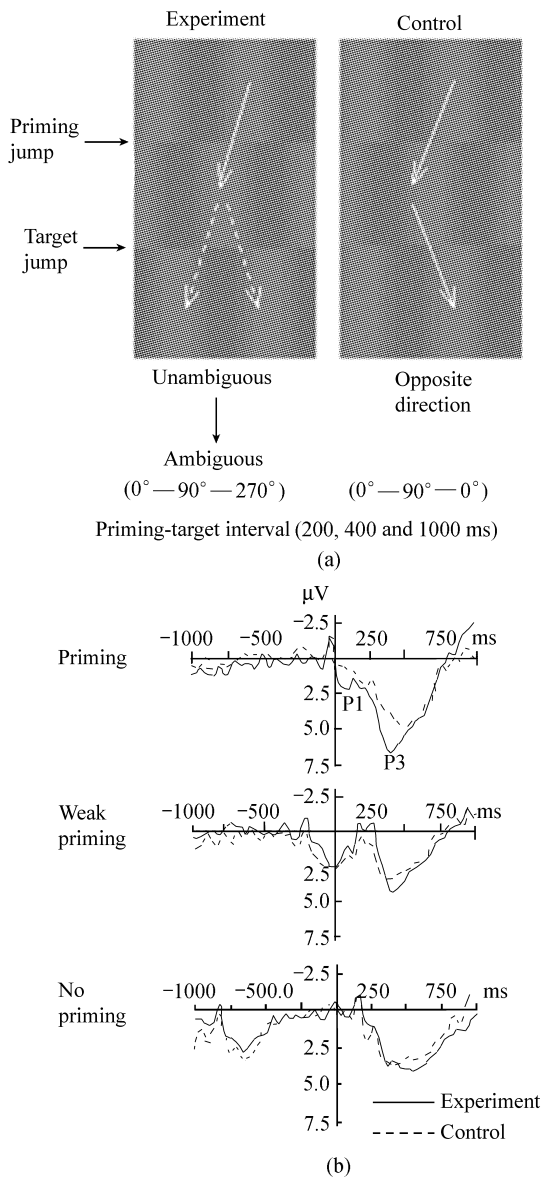 Experiment
Control
Priming
jump
Target
jump
Unambiguous
Opposite
direction
Ambiguous
(0°—90°—270°)
(0°—90°—0°)
Priming-target interval (200, 400 and 1000 ms)
(a)
μV
−2.5
−1000 −500 250 750 ms
Priming
2.5
P1
5.0
P3
7.5
−2.5
−1000 −500 250 750 ms
Weak
priming
2.5
5.0
7.5
−2.5
−1000 −500.0 250 750 ms
No
priming
2.5
5.0
7.5
Experiment
Control
(b)